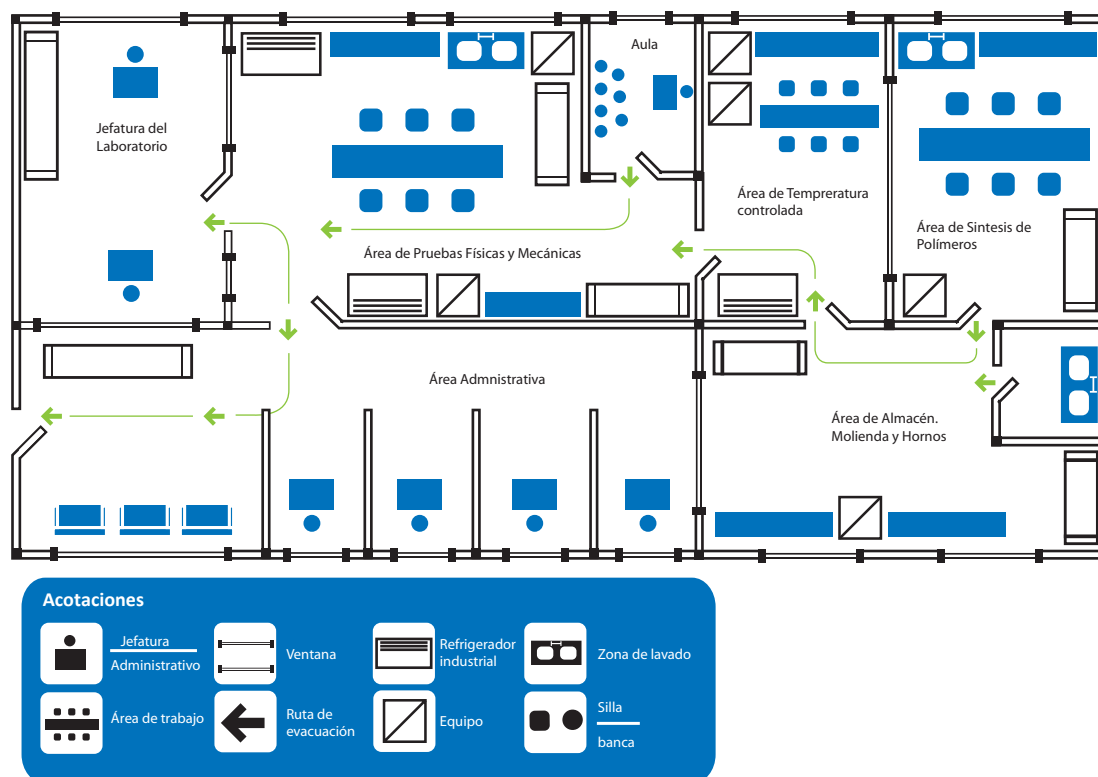 Aula
Jefatura del
Laboratorio
Área de Trempreratura
controlada
Área de Sintesis de
Polímeros
Área de Pruebas Físicas y Mecánicas
Área Admnistrativa
Área de Almacén.
Molienda y Hornos
Acotaciones
Jefatura
Administrativo
Ventana
Refrigerador
industrial
Zona de lavado
Área de trabajo
Ruta de
evacuación
Equipo
Silla
banca